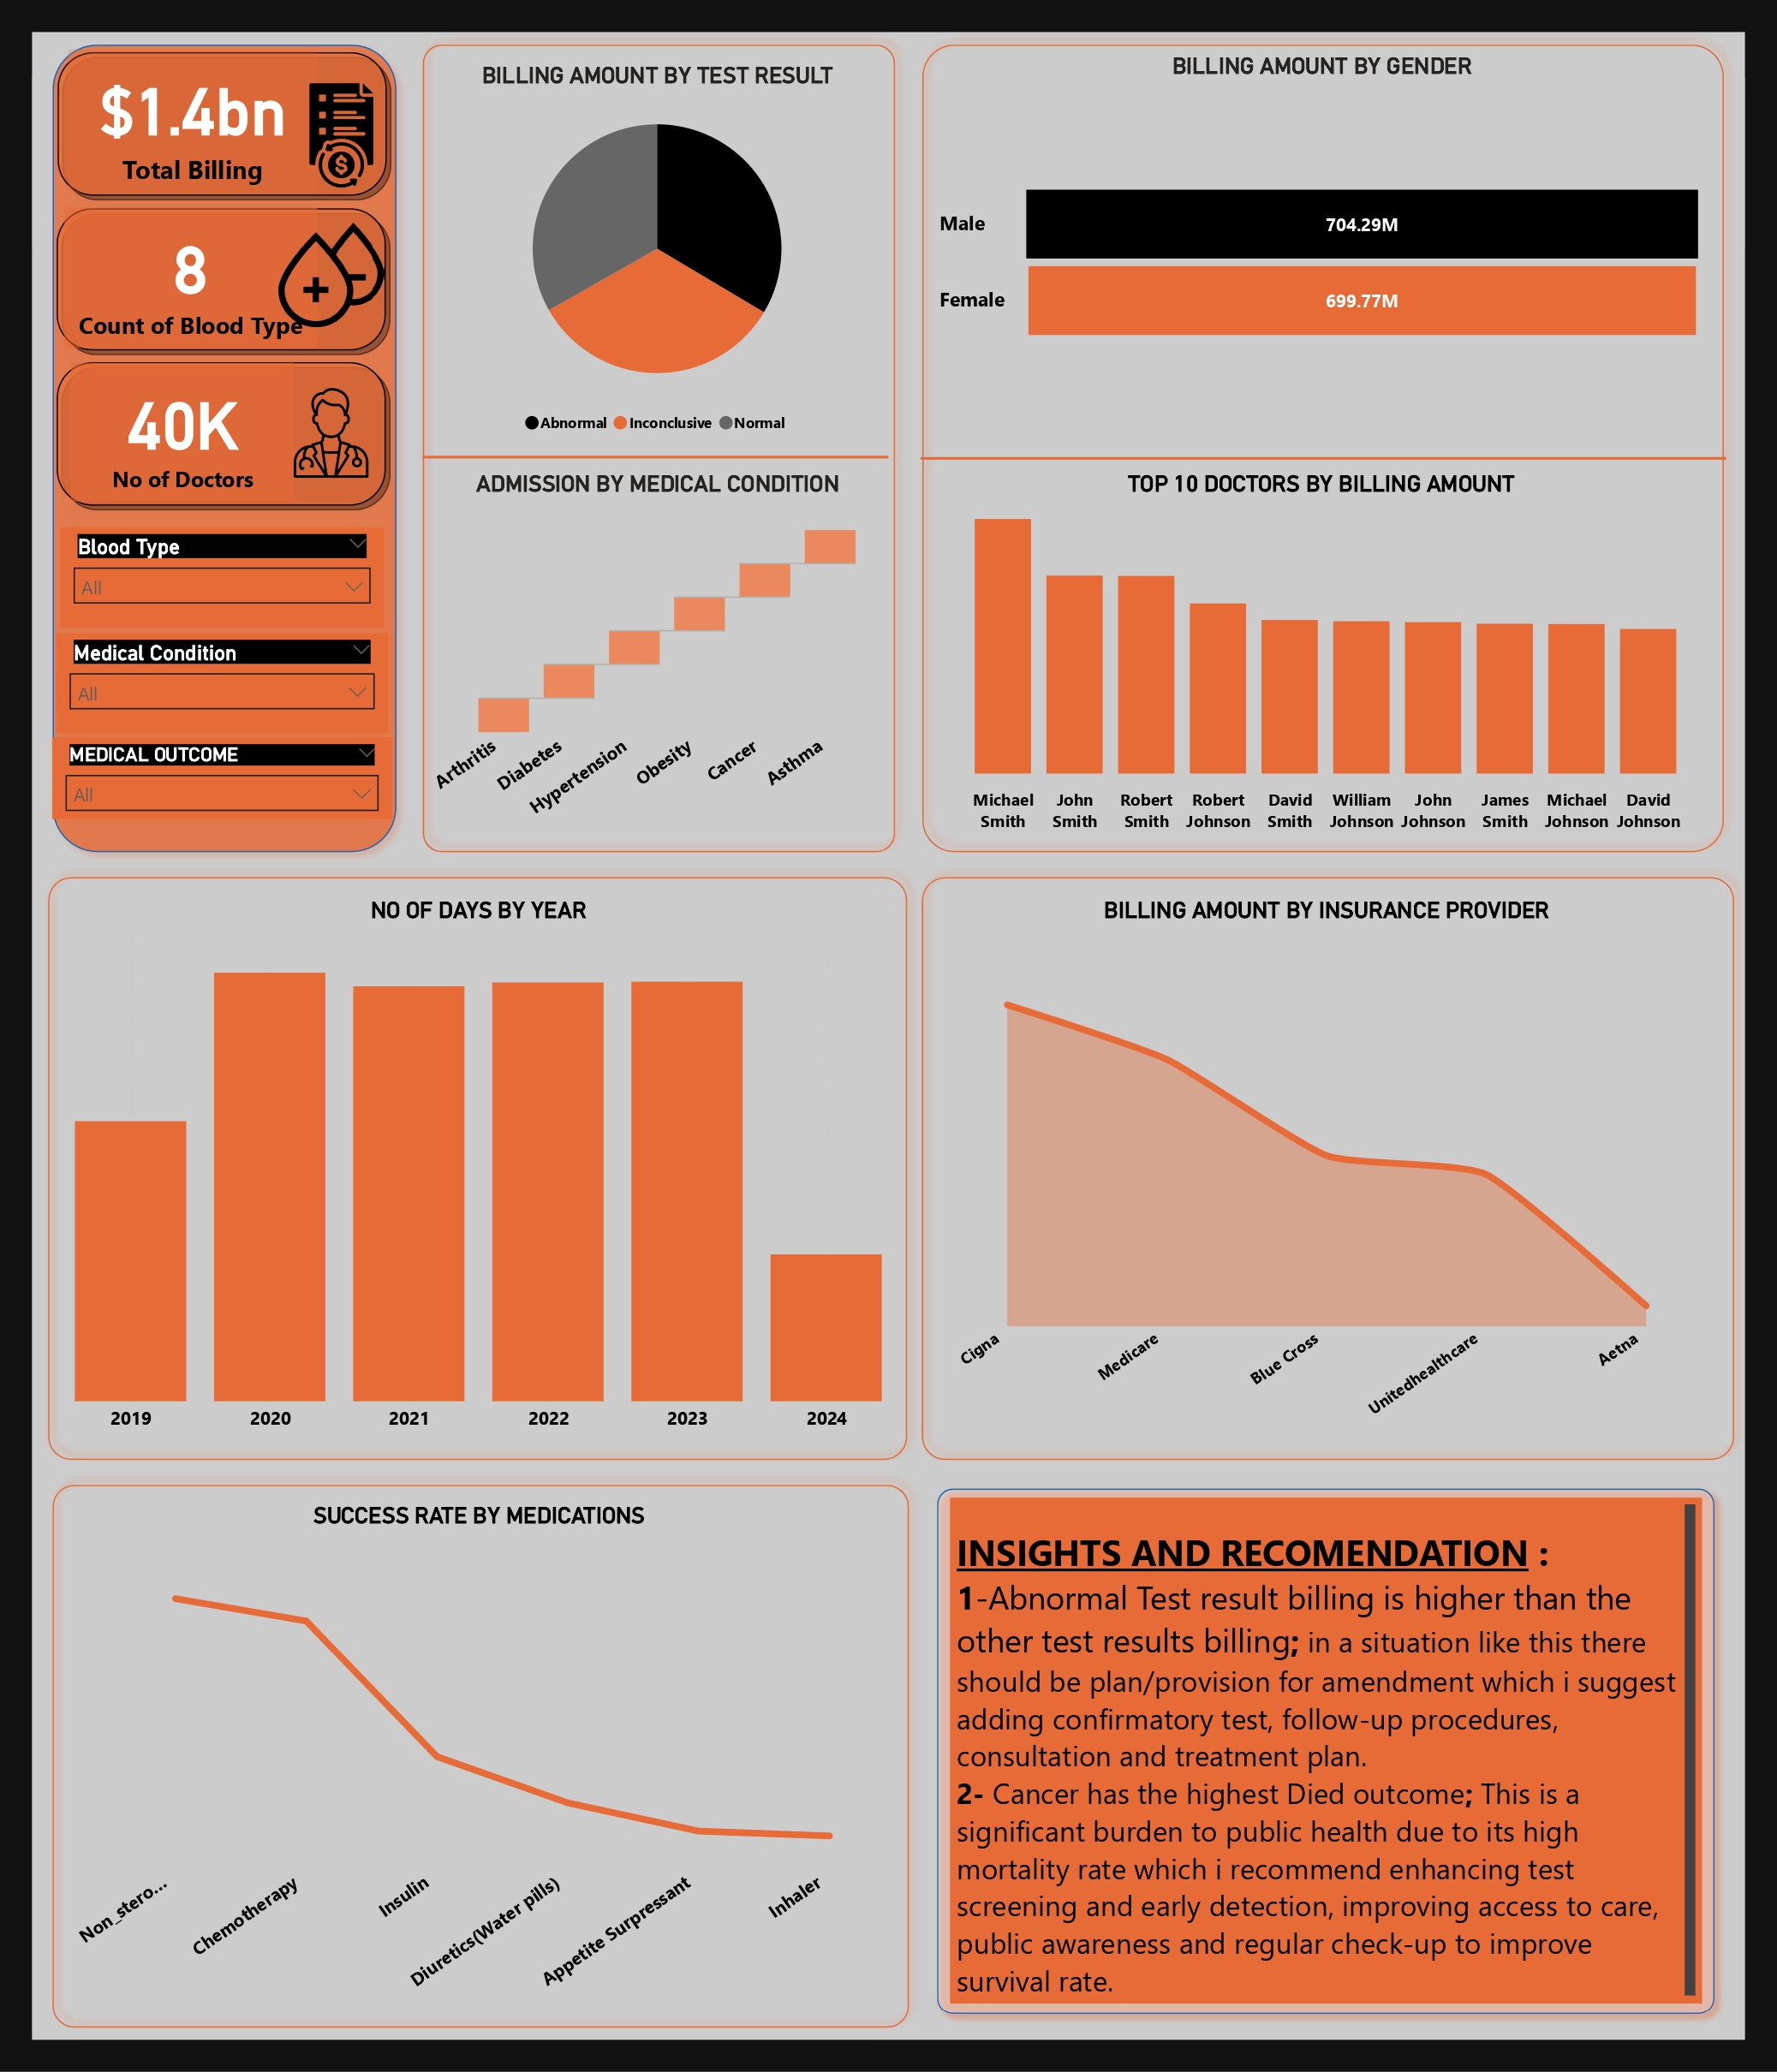 $1.4bn
Total Billing
8
Count of Blood Type
40K
No of Doctors
Blood Type
All
Medical Condition
All
MEDICAL OUTCOME
All
BILLING AMOUNT BY TEST RESULT
Abnormal Inconclusive Normal
BILLING AMOUNT BY GENDER
Male
704.29M
Female
699.77M
ADMISSION BY MEDICAL CONDITION
Arthritis
Diabetes
Hypertension
Obesity
Cancer
Asthma
TOP 10 DOCTORS BY BILLING AMOUNT
Michael
Smith
John
Smith
Robert
Smith
Robert
Johnson
David
Smith
William
Johnson
John
Johnson
James
Smith
Michael
Johnson
David
Johnson
NO OF DAYS BY YEAR
2019 2020 2021 2022 2023 2024
BILLING AMOUNT BY INSURANCE PROVIDER
Cigna
Medicare
Blue Cross
Unitedhealthcare
Aetna
SUCCESS RATE BY MEDICATIONS
Non_stero...
Chemotherapy
Insulin
Diuretics(Water pills)
Appetite Surpressant
Inhaler
INSIGHTS AND RECOMENDATION :
1-Abnormal Test result billing is higher than the
other test results billing; in a situation like this there
should be plan/provision for amendment which i suggest
adding confirmatory test, follow-up procedures,
consultation and treatment plan.
2- Cancer has the highest Died outcome; This is a
significant burden to public health due to its high
mortality rate which i recommend enhancing test
screening and early detection, improving access to care,
public awareness and regular check-up to improve
survival rate.